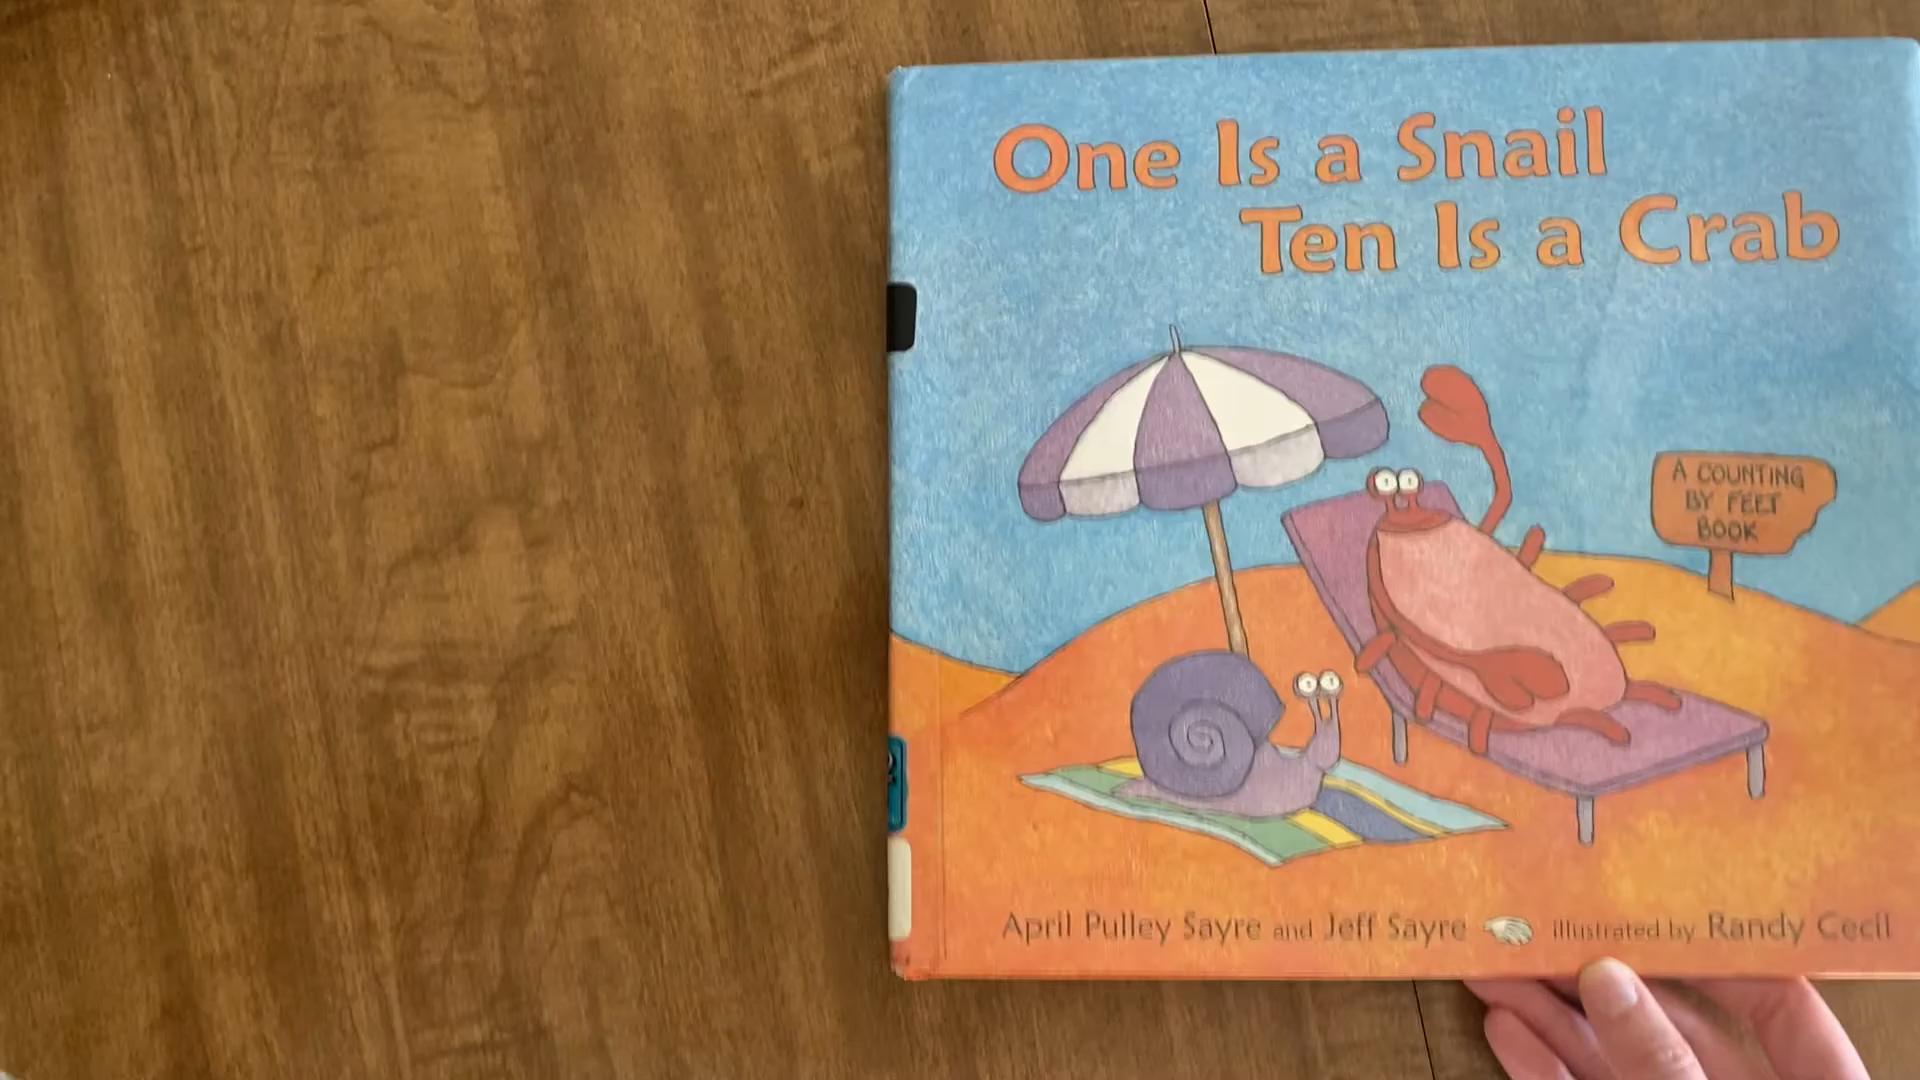 One Is a Snail
Ten Is a Crab
A COUNTING
BY FEET
BOOK
April Pulley Sayre and Jeff Sayre illustrated by Randy Cecil